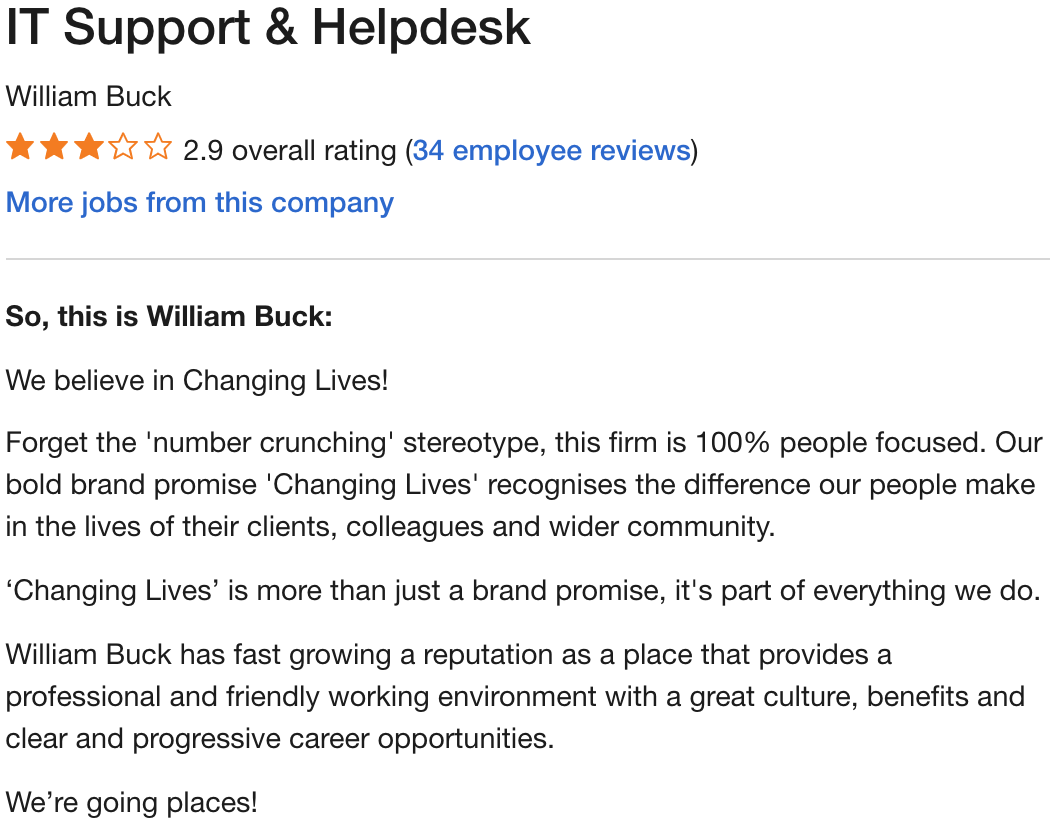 IT Support & Helpdesk
William Buck
2.9 overall rating (34 employee reviews)
More jobs from this company
So, this is William Buck:
We believe in Changing Lives!
Forget the 'number crunching' stereotype, this firm is 100% people focused. Our
bold brand promise 'Changing Lives' recognises the difference our people make
in the lives of their clients, colleagues and wider community.
‘Changing Lives’ is more than just a brand promise, it's part of everything we do.
William Buck has fast growing a reputation as a place that provides a
professional and friendly working environment with a great culture, benefits and
clear and progressive career opportunities.
We’re going places!